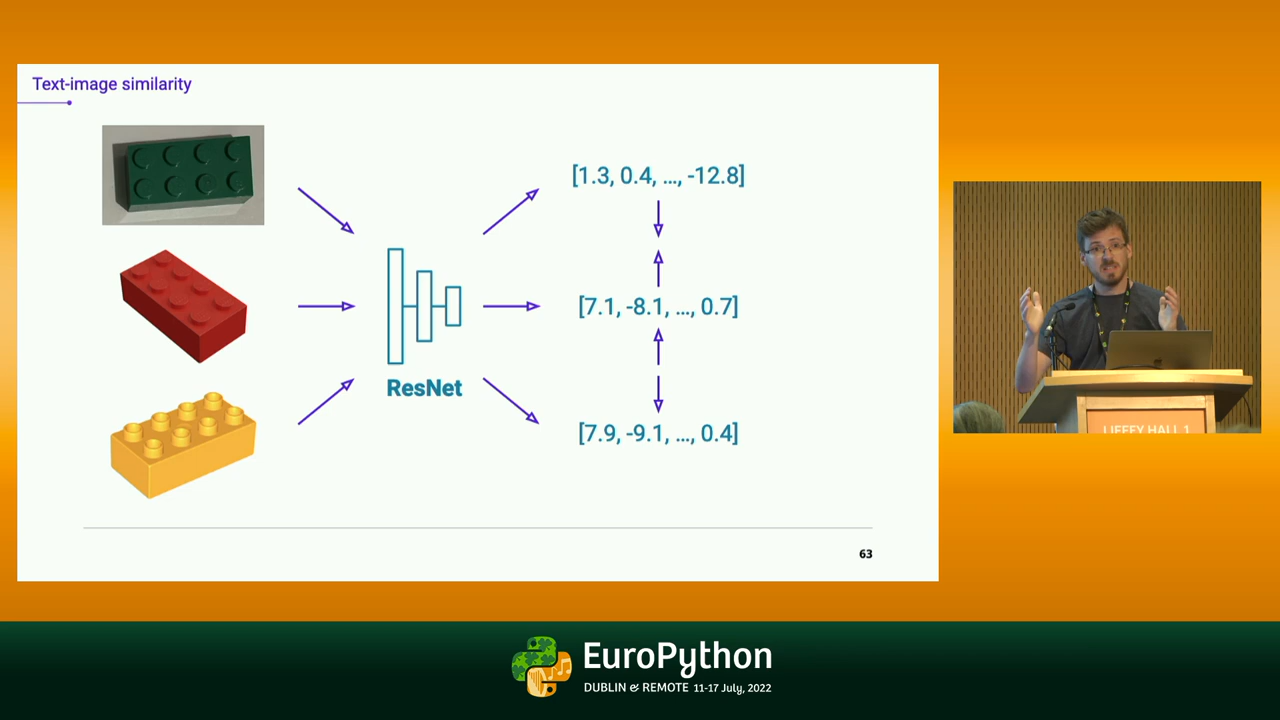 Text-image similarity
[1.3, 0.4, ..., -12.8]
[7.1, -8.1, ..., 0.7]
ResNet
[7.9, -9.1, ..., 0.4]
63
LIFFEY HALL 1
EuroPython
DUBLIN & REMOTE 11-17 July, 2022